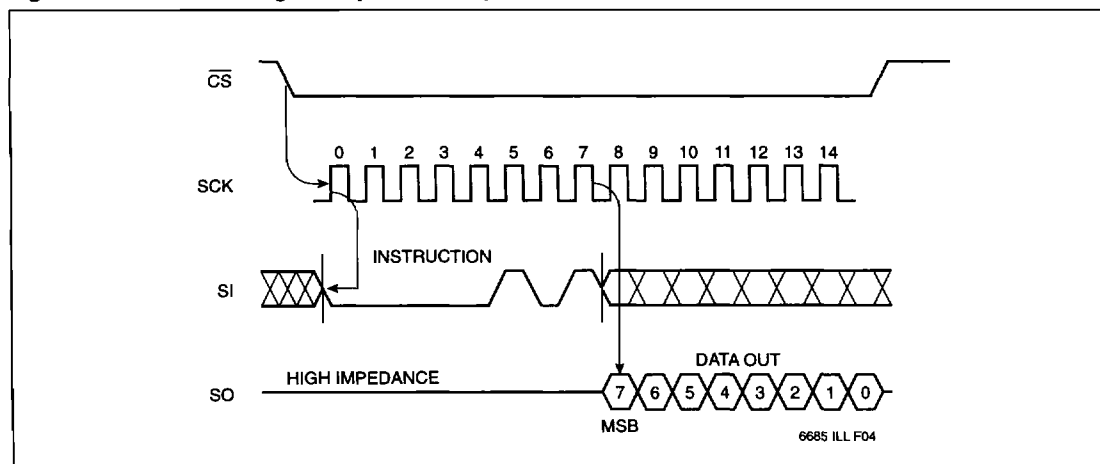 CS
0 1 2 3 4 5 6 7 8 9 10 11 12 13 14
SCK
INSTRUCTION
SI
DATA OUT
HIGH IMPEDANCE
SO
7 6 5 4 3 2 1 0
MSB
6685 ILL F04